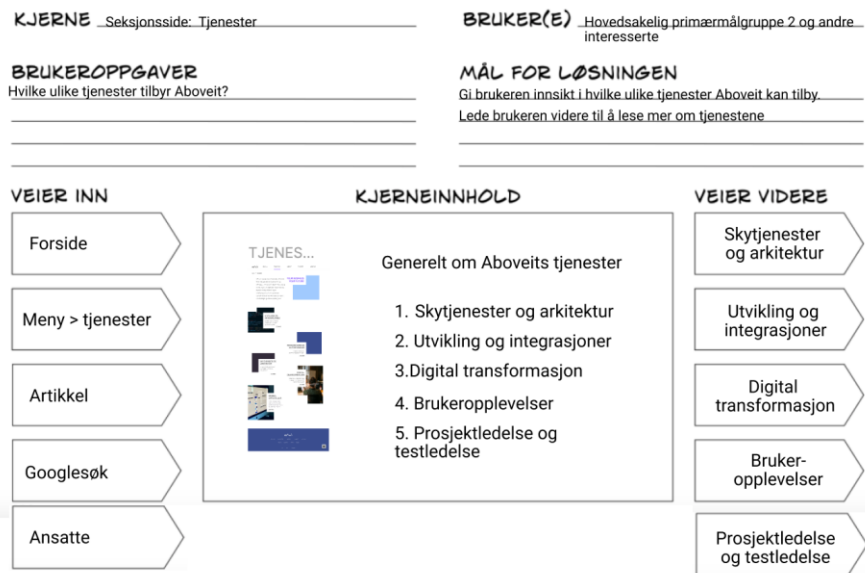 KJERNE Seksjonsside: Tjenester
BRUKER(E) Hovedsakelig primærmålgruppe 2 og andre
interesserte
BRUKEROPPGAVER
Hvilke ulike tjenester tilbyr Aboveit?
MÅL FOR LØSNINGEN
Gi brukeren innsikt i hvilke ulike tjenester Aboveit kan tilby.
Lede brukeren videre til å lese mer om tjenestene
VEIER INN
Forside
Meny > tjenester
Artikkel
Googlesøk
Ansatte
KJERNEINNHOLD
TJENES...
Generelt om Aboveits tjenester
1. Skytjenester og arkitektur
2. Utvikling og integrasjoner
3.Digital transformasjon
4. Brukeropplevelser
5. Prosjektledelse og
testledelse
VEIER VIDERE
Skytjenester
og arkitektur
Utvikling og
integrasjoner
Digital
transformasjon
Bruker-
opplevelser
Prosjektledelse
og testledelse